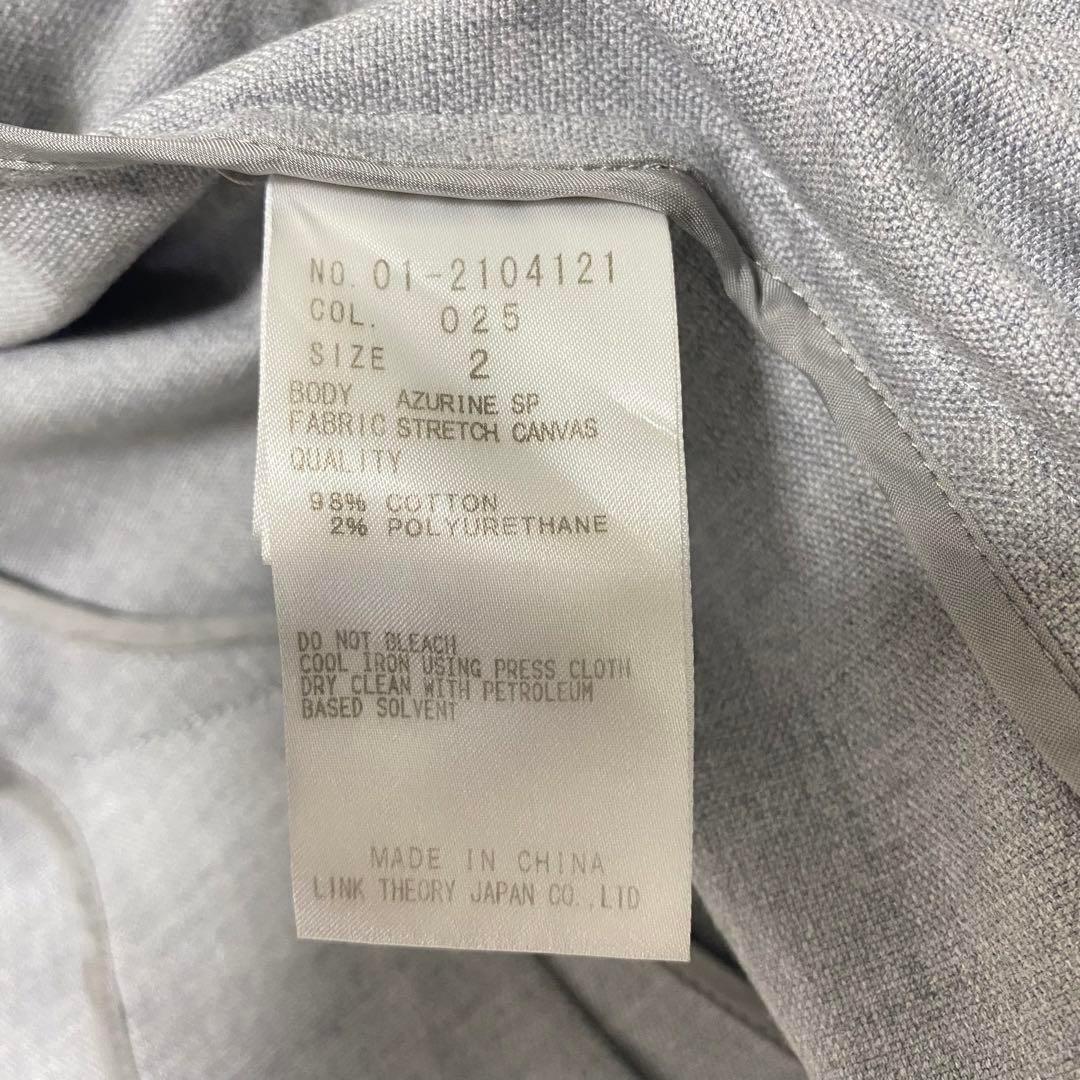 NO. 01-2104121
COL. 025
SIZE 2
BODY AZURINE SP
FABRIC STRETCH CANVAS
QUALITY
98% COTTON
2% POLYURETHANE
DO NOT BLEACH
COOL IRON USING PRESS CLOTH
DRY CLEAN WITH PETROLEUM
BASED SOLVENT
MADE IN CHINA
LINK THEORY JAPAN CO.,LTD